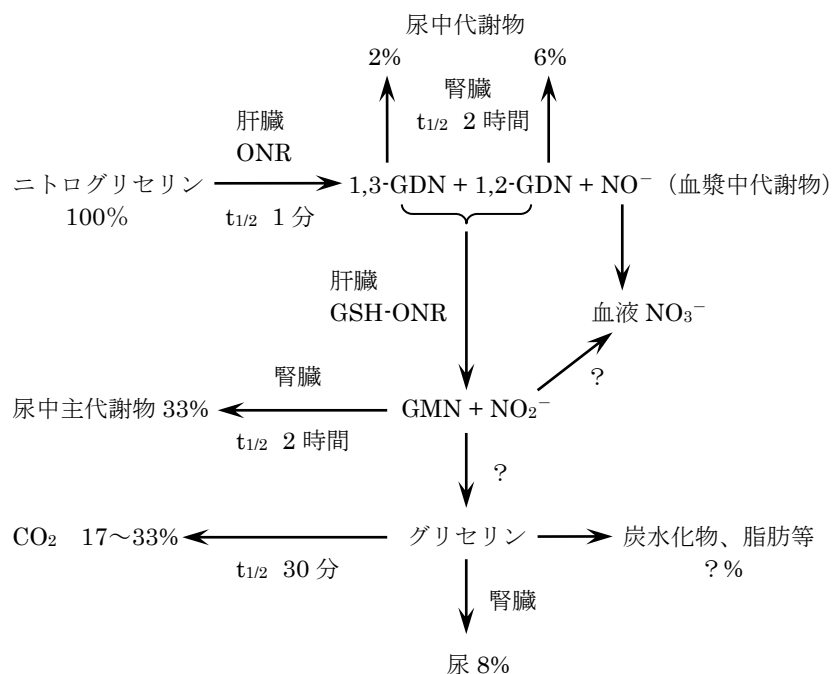 尿中代謝物
2% 6%
腎臓
t1/2 2 時間
肝臓
ONR
ニトログリセリン 1,3-GDN + 1,2-GDN + NO⁻ (血漿中代謝物)
100% t1/2 1 分
肝臓
GSH-ONR
血液 NO₃⁻
?
腎臓
尿中主代謝物 33% GMN + NO₂⁻
t1/2 2 時間
?
CO₂ 17~33% グリセリン 炭水化物、脂肪等
t1/2 30 分 ?%
腎臓
尿 8%